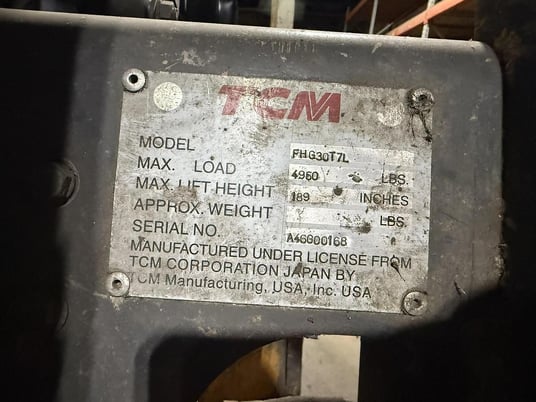 TCM
MODEL FHG30T7L
MAX. LOAD 4960 LBS.
MAX. LIFT HEIGHT 189 INCHES
APPROX. WEIGHT LBS.
SERIAL NO. A46G00168
MANUFACTURED UNDER LICENSE FROM
TCM CORPORATION JAPAN BY
TCM Manufacturing, USA, Inc. USA